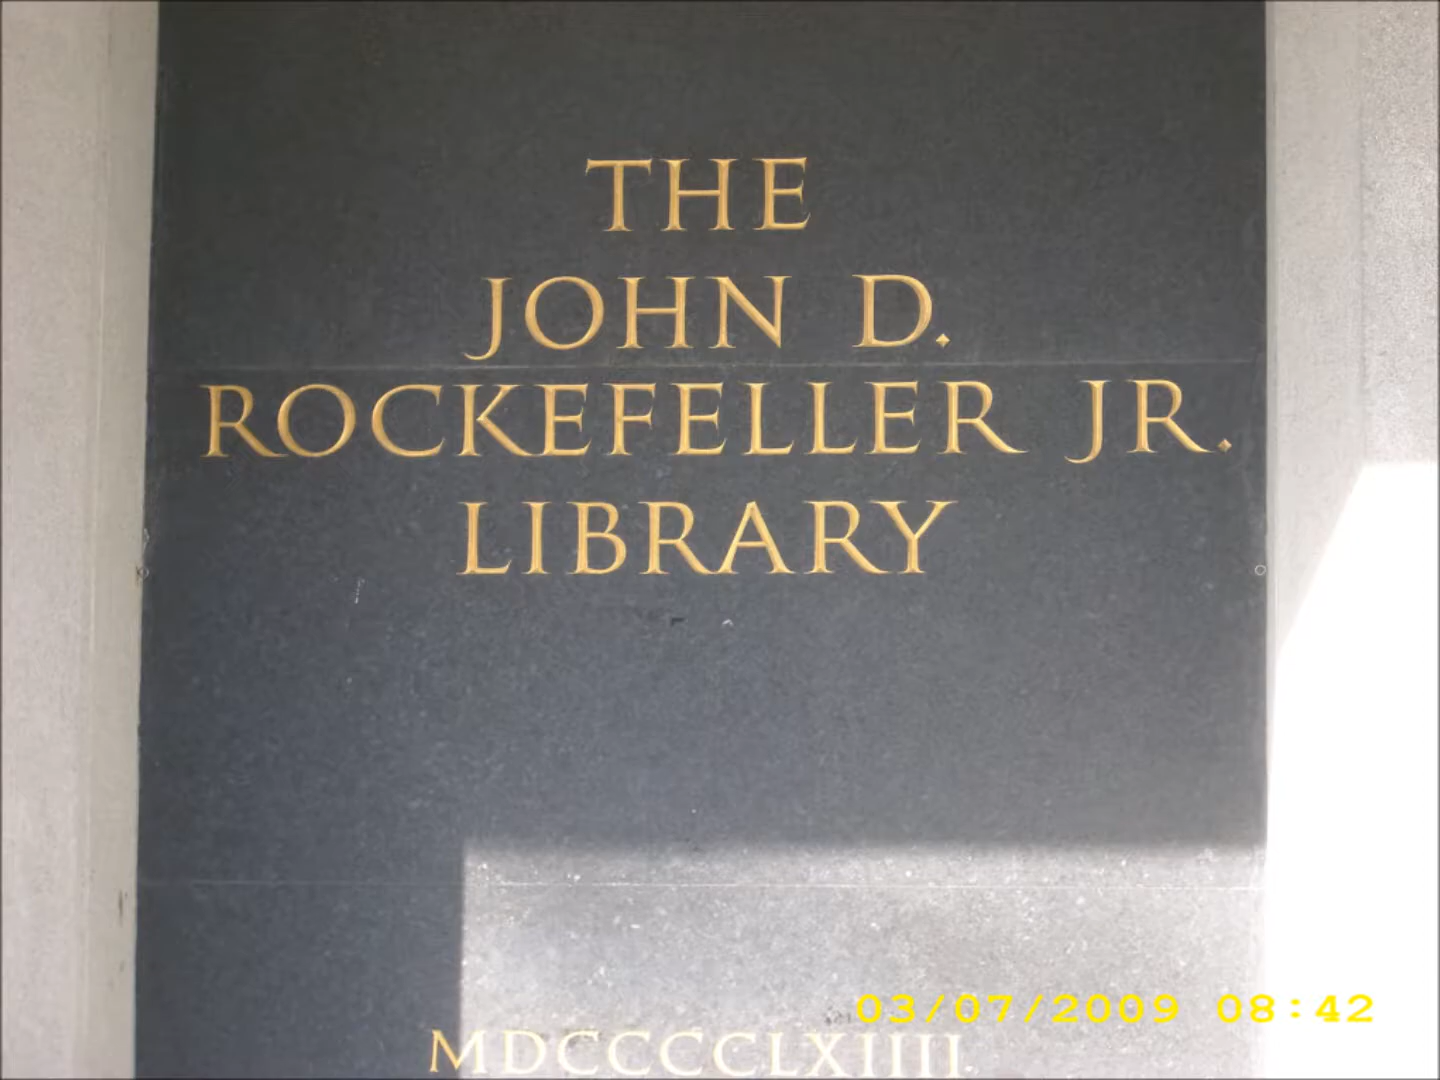 THE
JOHN D.
ROCKEFELLER JR.
LIBRARY
MDCCCCLXIIII.
03/07/2009 08:42